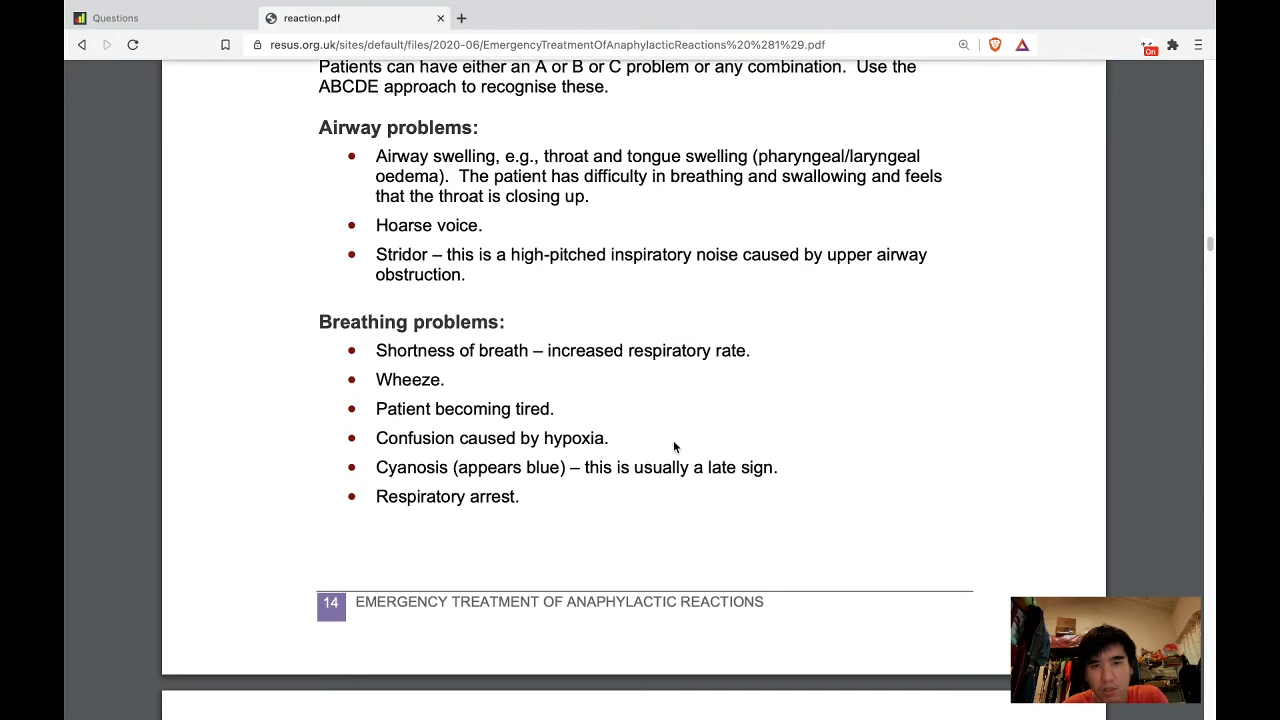 Questions
reaction.pdf
resus.org.uk/sites/default/files/2020-06/EmergencyTreatmentOfAnaphylacticReactions%20%281%29.pdf
On
Patients can have either an A or B or C problem or any combination. Use the
ABCDE approach to recognise these.
Airway problems:
• Airway swelling, e.g., throat and tongue swelling (pharyngeal/laryngeal
oedema). The patient has difficulty in breathing and swallowing and feels
that the throat is closing up.
• Hoarse voice.
• Stridor – this is a high-pitched inspiratory noise caused by upper airway
obstruction.
Breathing problems:
• Shortness of breath – increased respiratory rate.
• Wheeze.
• Patient becoming tired.
• Confusion caused by hypoxia.
• Cyanosis (appears blue) – this is usually a late sign.
• Respiratory arrest.
14 EMERGENCY TREATMENT OF ANAPHYLACTIC REACTIONS